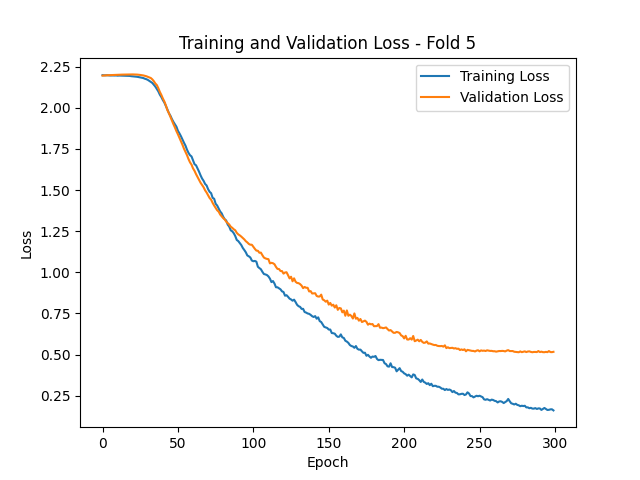 Training and Validation Loss - Fold 5
Training Loss
Validation Loss
Loss
2.25
2.00
1.75
1.50
1.25
1.00
0.75
0.50
0.25
0 50 100 150 200 250 300
Epoch